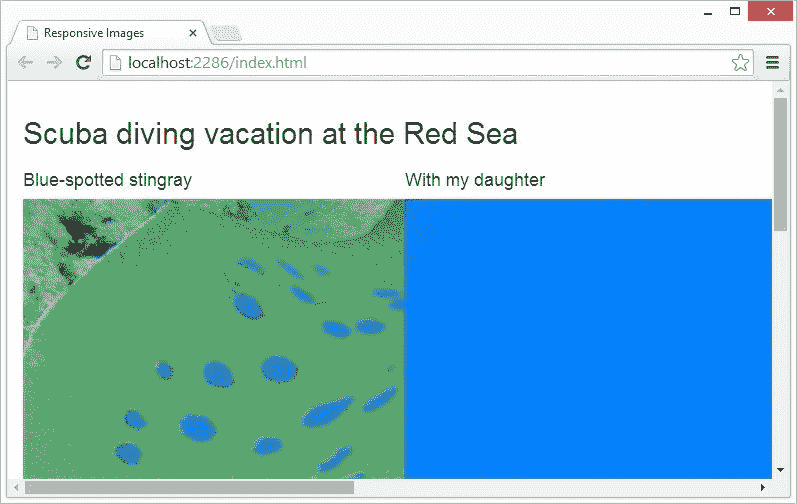 Responsive Images
localhost:2286/index.html
Scuba diving vacation at the Red Sea
Blue-spotted stingray
With my daughter